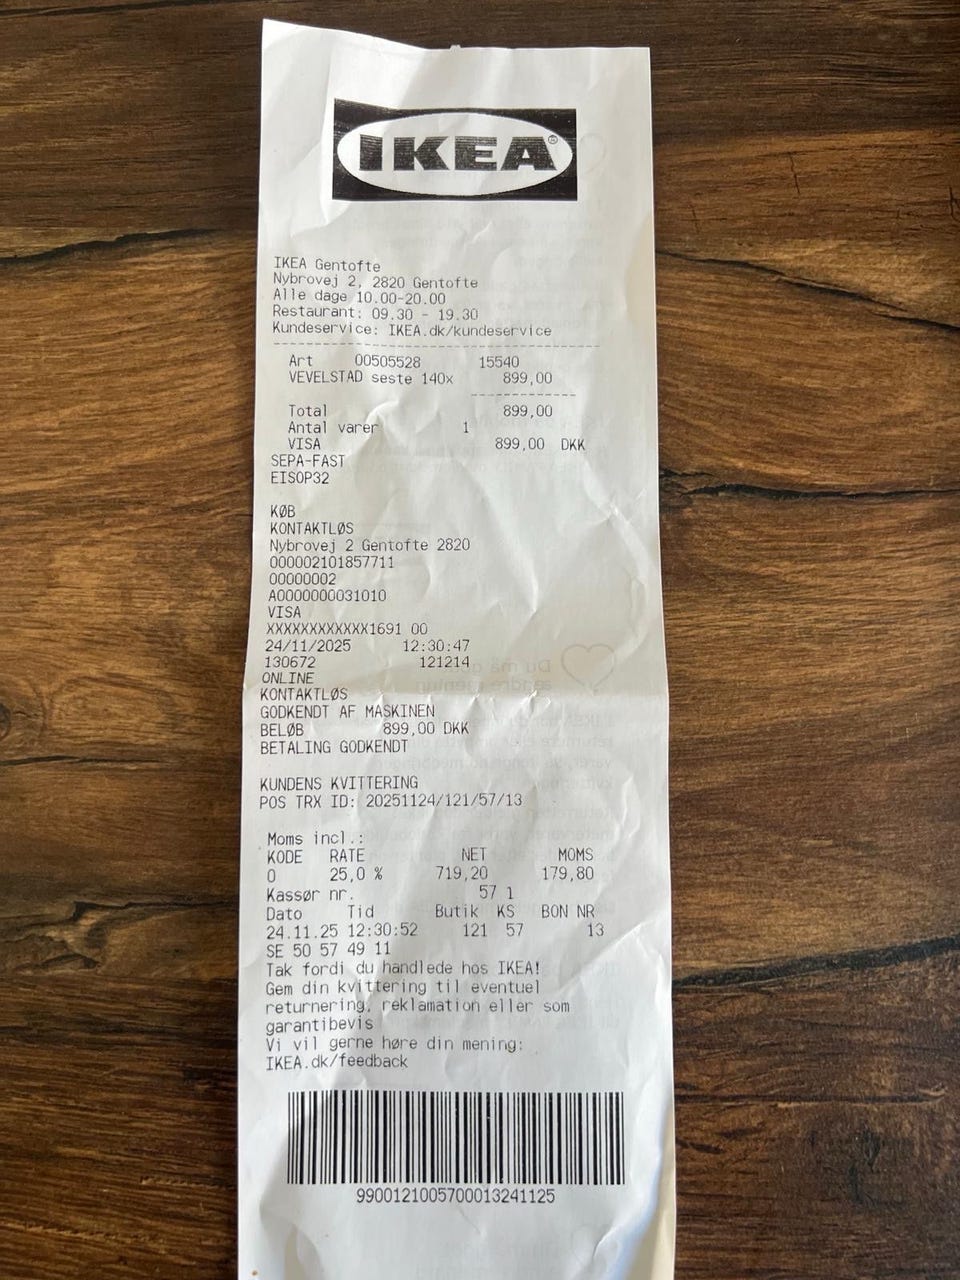 IKEA®
IKEA Gentofte
Nybrovej 2, 2820 Gentofte
Alle dage 10.00-20.00
Restaurant: 09.30 - 19.30
Kundeservice: IKEA.dk/kundeservice
--------------------------------
Art 00505528 15540
VEVELSTAD seste 140x 899,00
-------------
Total 899,00
Antal varer 1
VISA 899,00 DKK
SEPA-FAST
EISOP32
KØB
KONTAKTLØS
Nybrovej 2 Gentofte 2820
000002101857711
00000002
A0000000031010
VISA
XXXXXXXXXXXX1691 00
24/11/2025 12:30:47
130672 121214
ONLINE
KONTAKTLØS
GODKENDT AF MASKINEN
BELØB 899,00 DKK
BETALING GODKENDT
KUNDENS KVITTERING
POS TRX ID: 20251124/121/57/13
Moms incl.:
KODE RATE NET MOMS
0 25,0 % 719,20 179,80
Kassør nr. 57 1
Dato Tid Butik KS BON NR
24.11.25 12:30:52 121 57 13
SE 50 57 49 11
Tak fordi du handlede hos IKEA!
Gem din kvittering til eventuel
returnering, reklamation eller som
garantibevis
Vi vil gerne høre din mening:
IKEA.dk/feedback
9900121005700013241125